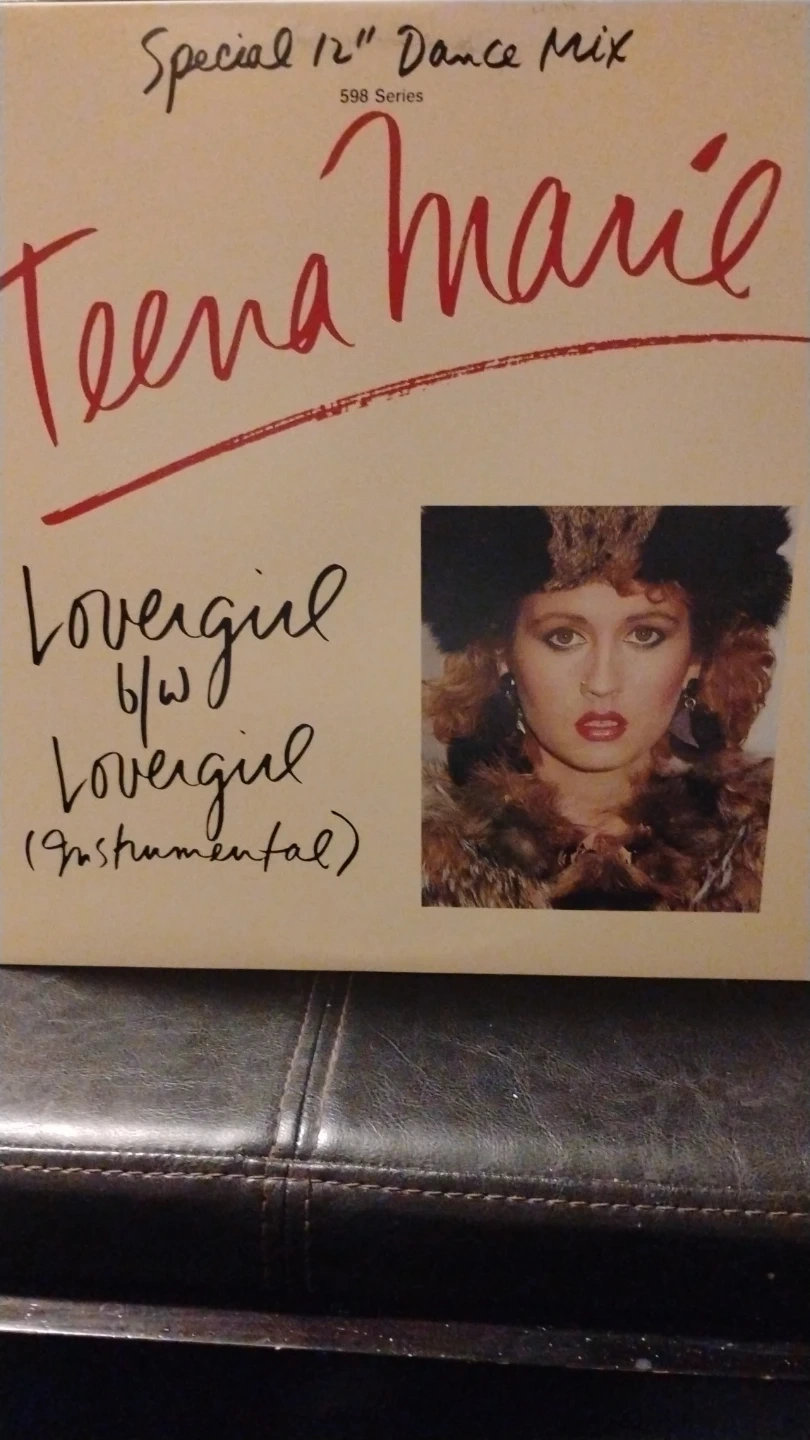 Special 12" Dance Mix
598 Series
Teena Marie
Lovergirl
b/w
Lovergirl
(Instrumental)